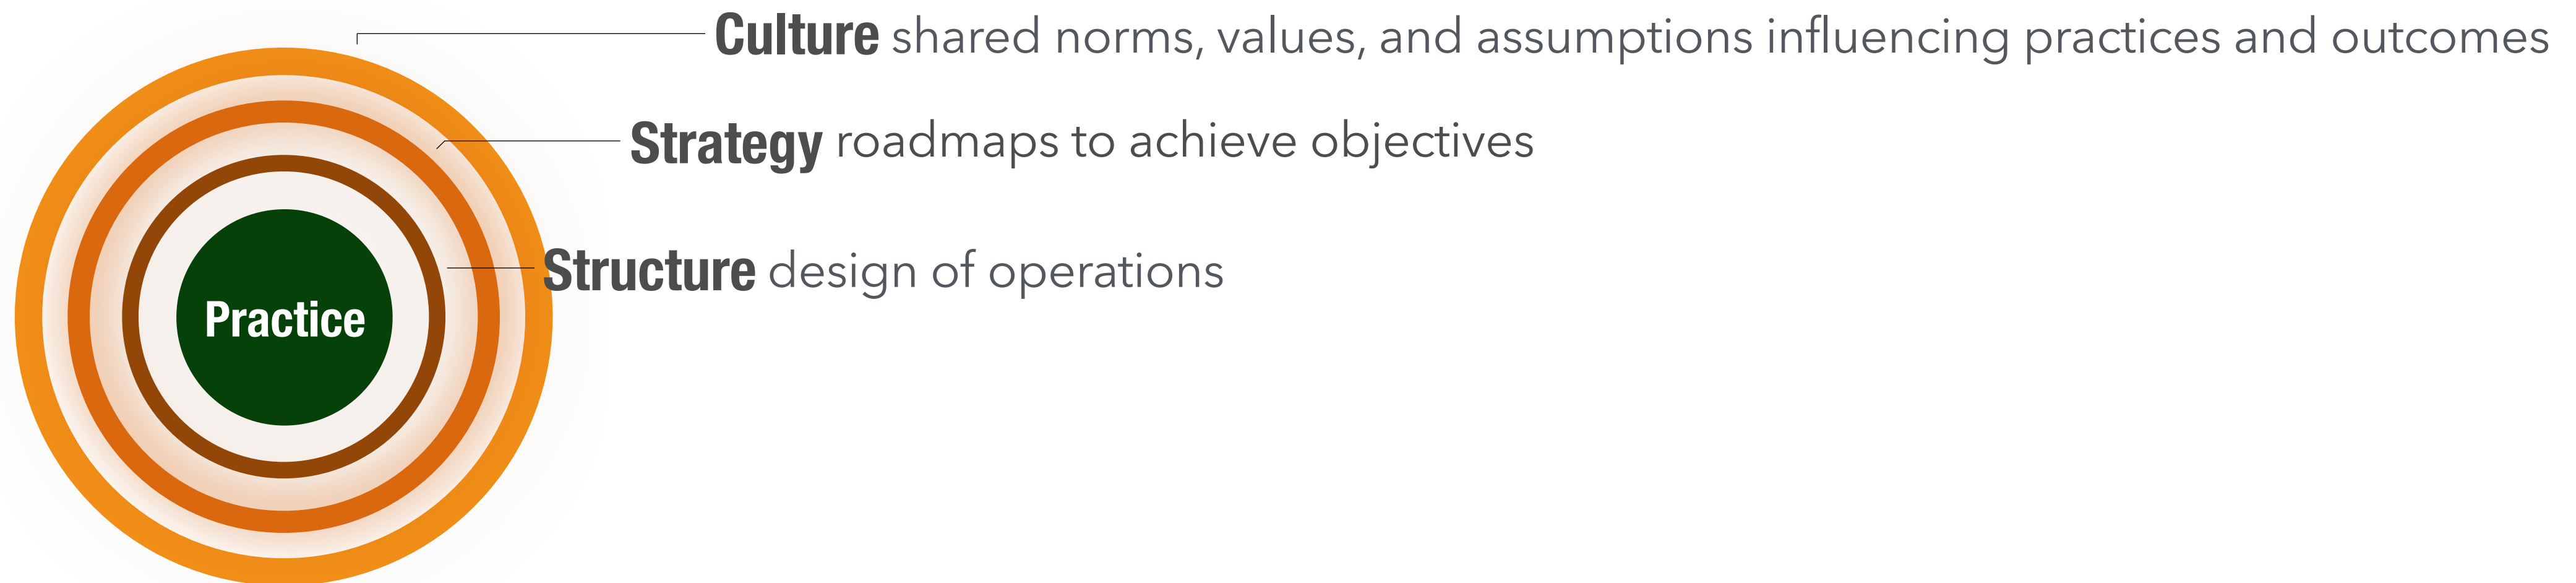 Culture shared norms, values, and assumptions influencing practices and outcomes
Strategy roadmaps to achieve objectives
Structure design of operations
Practice